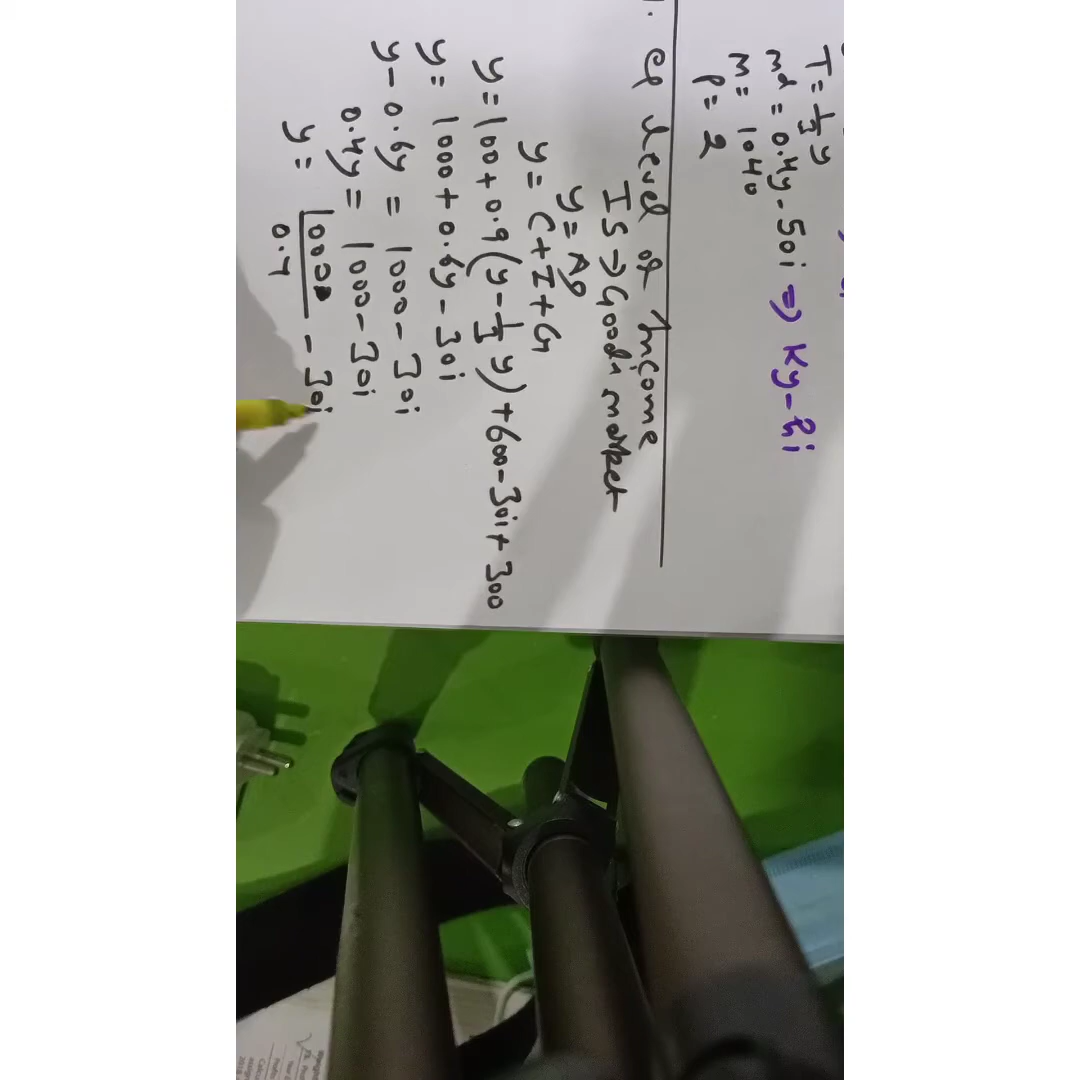 T = 1/3 y
md = 0.4y - 50i ⇒ Ky - hi
M = 1040
P = 2
eq level of Income
IS → Goods market
y = AD
y = C + I + G
y = 100 + 0.9 (y - 1/3 y) + 600 - 30i + 300
y = 1000 + 0.6y - 30i
y - 0.6y = 1000 - 30i
0.4y = 1000 - 30i
y = 1000/0.4 - 30i